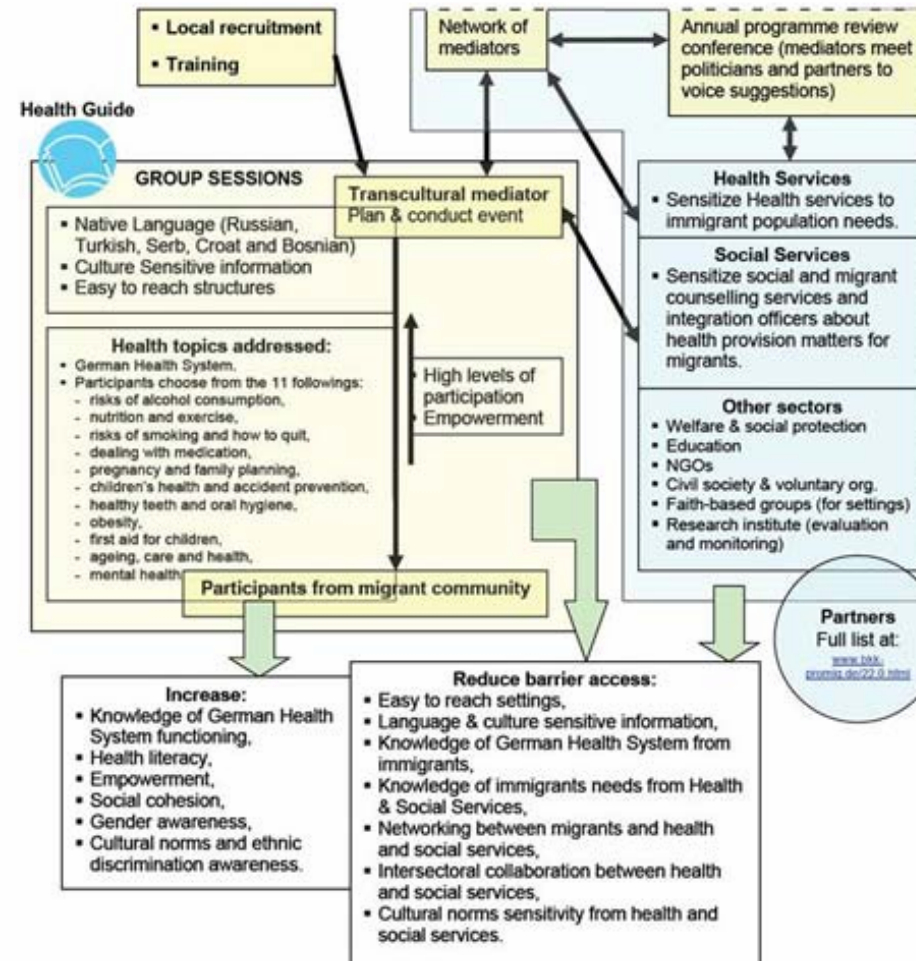 ▪ Local recruitment
▪ Training
Network of
mediators
Annual programme review
conference (mediators meet
politicians and partners to
voice suggestions)
Health Guide
GROUP SESSIONS
▪ Native Language (Russian,
Turkish, Serb, Croat and Bosnian)
▪ Culture Sensitive information
▪ Easy to reach structures
Transcultural mediator
Plan & conduct event
Health topics addressed:
▪ German Health System.
▪ Participants choose from the 11 followings:
- risks of alcohol consumption,
- nutrition and exercise,
- risks of smoking and how to quit,
- dealing with medication,
- pregnancy and family planning,
- children's health and accident prevention,
- healthy teeth and oral hygiene,
- obesity,
- first aid for children,
- ageing, care and health,
- mental health
▪ High levels of
participation
▪ Empowerment
Participants from migrant community
Health Services
▪ Sensitize Health services to
immigrant population needs.
Social Services
▪ Sensitize social and migrant
counselling services and
integration officers about
health provision matters for
migrants.
Other sectors
▪ Welfare & social protection
▪ Education
▪ NGOs
▪ Civil society & voluntary org.
▪ Faith-based groups (for settings)
▪ Research institute (evaluation
and monitoring)
Partners
Full list at:
www.bkk-
promig.de/22.0.html
Increase:
▪ Knowledge of German Health
System functioning,
▪ Health literacy,
▪ Empowerment,
▪ Social cohesion,
▪ Gender awareness,
▪ Cultural norms and ethnic
discrimination awareness.
Reduce barrier access:
▪ Easy to reach settings,
▪ Language & culture sensitive information,
▪ Knowledge of German Health System from
immigrants,
▪ Knowledge of immigrants needs from Health
& Social Services,
▪ Networking between migrants and health
and social services,
▪ Intersectoral collaboration between health
and social services,
▪ Cultural norms sensitivity from health and
social services.